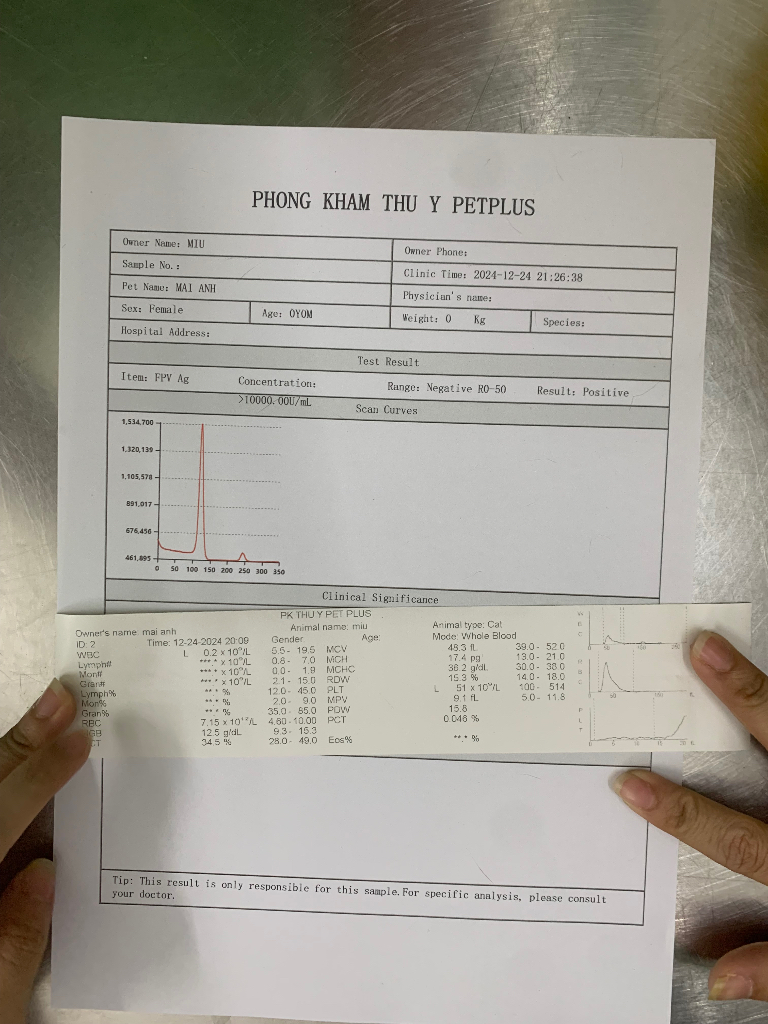 PHONG KHAM THU Y PETPLUS
Owner Name: MIU
Owner Phone:
Sample No.:
Clinic Time: 2024-12-24 21:26:38
Pet Name: MAI ANH
Physician's name:
Sex: Female Age: 0Y0M Weight: 0 Kg Species:
Hospital Address:
Test Result
Item: FPV Ag Concentration: Range: Negative R0-50 Result: Positive
>10000.00U/mL
Scan Curves
1,534,700
1,320,139
1,105,578
891,017
676,456
461,895
0 50 100 150 200 250 300 350
Clinical Significance
PK THU Y PET PLUS
Owner's name: mai anh Animal name: miu Animal type: Cat
ID: 2 Time: 12-24-2024 20:09 Gender: Age: Mode: Whole Blood
WBC L 0.2 x 10^9/L 5.5 - 19.5 MCV 48.3 fL 39.0 - 52.0
Lymph# ***.* x 10^9/L 0.8 - 7.0 MCH 17.4 pg 13.0 - 21.0
Mon# ***.* x 10^9/L 0.0 - 1.9 MCHC 36.2 g/dL 30.0 - 38.0
Gran# ***.* x 10^9/L 2.1 - 15.0 RDW 15.3 % 14.0 - 18.0
Lymph% **.* % 12.0 - 45.0 PLT L 51 x 10^9/L 100 - 514
Mon% **.* % 2.0 - 9.0 MPV 9.1 fL 5.0 - 11.8
Gran% **.* % 35.0 - 85.0 PDW 15.8
RBC 7.15 x 10^12/L 4.60 - 10.00 PCT 0.046 %
HGB 12.5 g/dL 9.3 - 15.3
CT 34.5 % 28.0 - 49.0 Eos% **.* %
Tip: This result is only responsible for this sample.For specific analysis, please consult
your doctor.